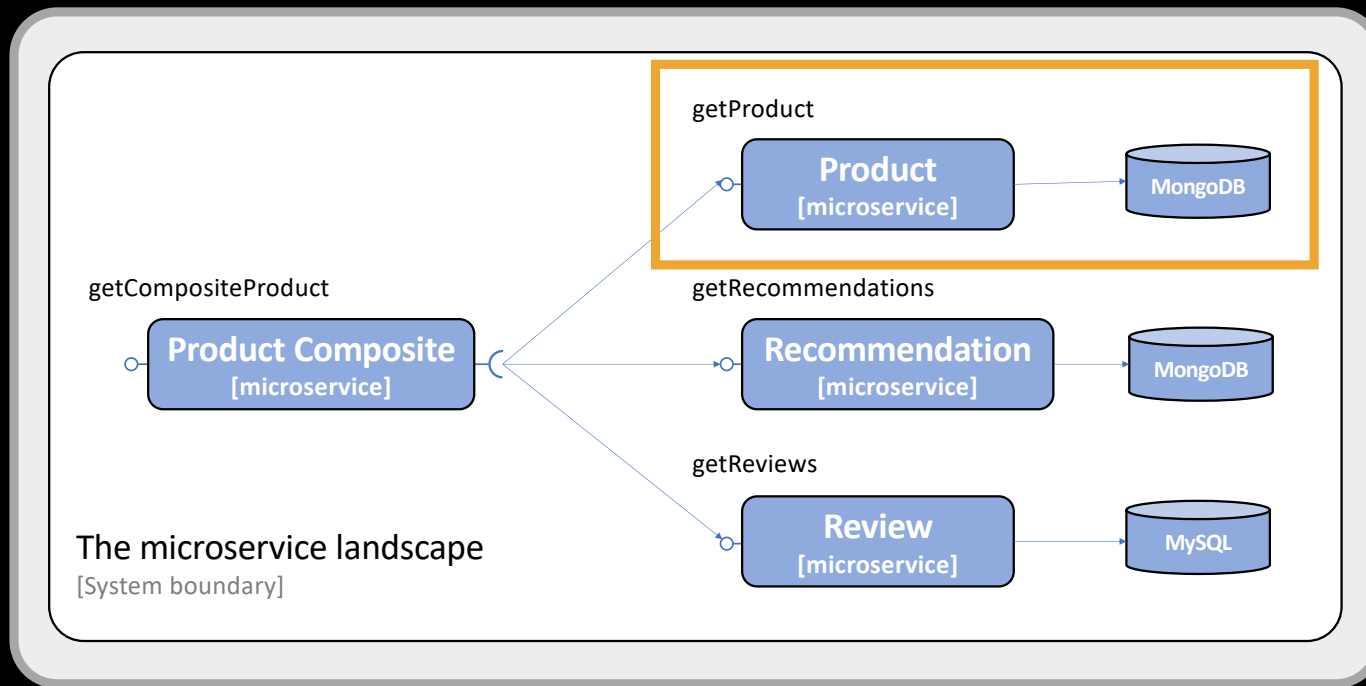 getProduct
Product
[microservice]
MongoDB
getCompositeProduct
Product Composite
[microservice]
getRecommendations
Recommendation
[microservice]
MongoDB
getReviews
Review
[microservice]
MySQL
The microservice landscape
[System boundary]